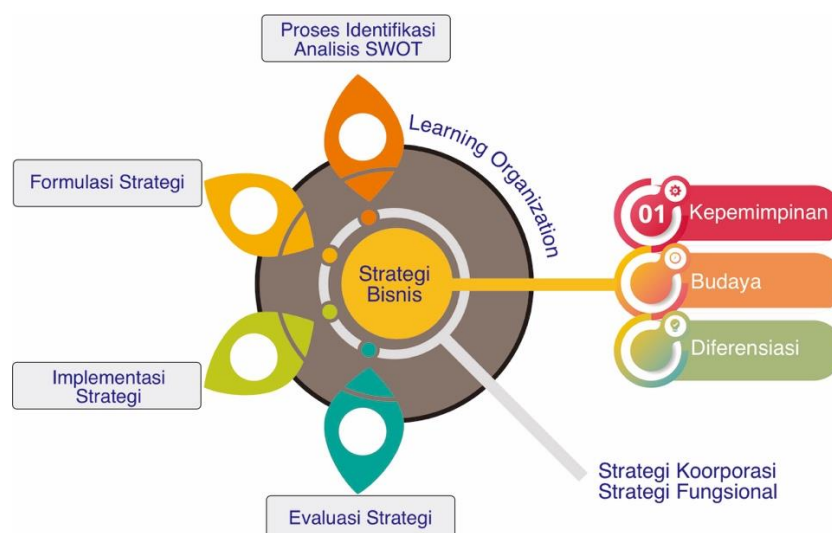 Proses Identifikasi
Analisis SWOT
Learning Organization
Formulasi Strategi
Strategi
Bisnis
01
Kepemimpinan
Budaya
Diferensiasi
Implementasi
Strategi
Strategi Koorporasi
Strategi Fungsional
Evaluasi Strategi